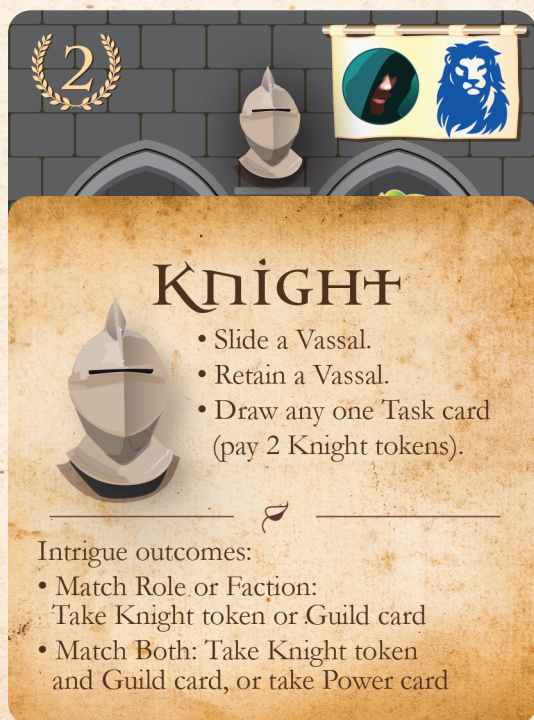 2
Knight
• Slide a Vassal.
• Retain a Vassal.
• Draw any one Task card
(pay 2 Knight tokens).
Intrigue outcomes:
• Match Role or Faction:
Take Knight token or Guild card
• Match Both: Take Knight token
and Guild card, or take Power card